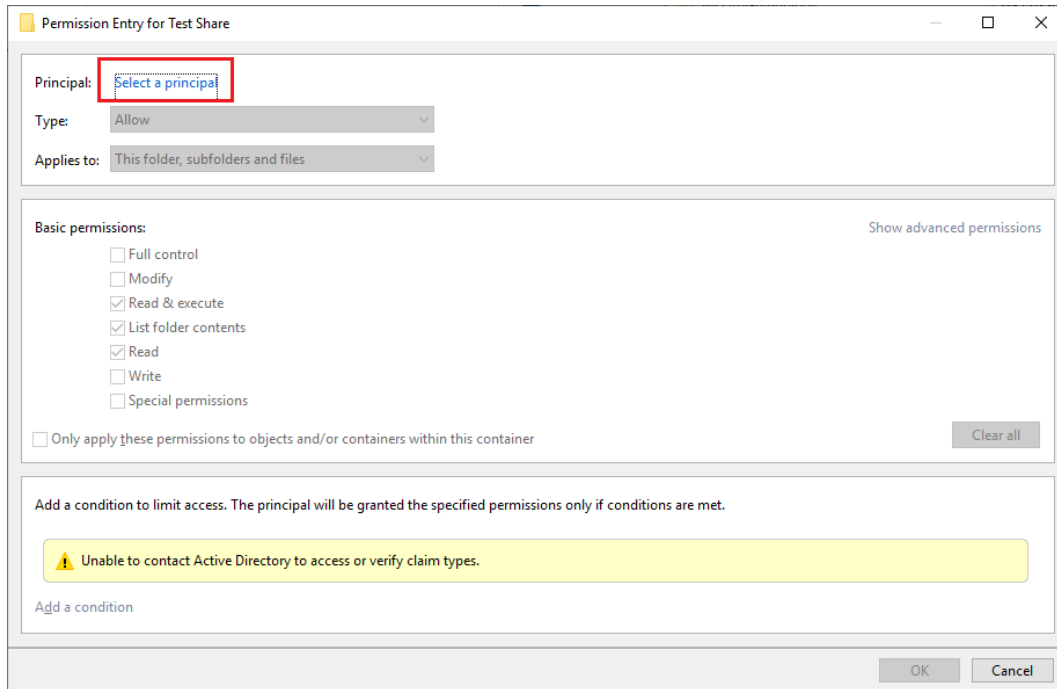 Permission Entry for Test Share
Principal: Select a principal
Type: Allow
Applies to: This folder, subfolders and files
Basic permissions: Show advanced permissions
Full control
Modify
Read & execute
List folder contents
Read
Write
Special permissions
Only apply these permissions to objects and/or containers within this container Clear all
Add a condition to limit access. The principal will be granted the specified permissions only if conditions are met.
Unable to contact Active Directory to access or verify claim types.
Add a condition
OK Cancel